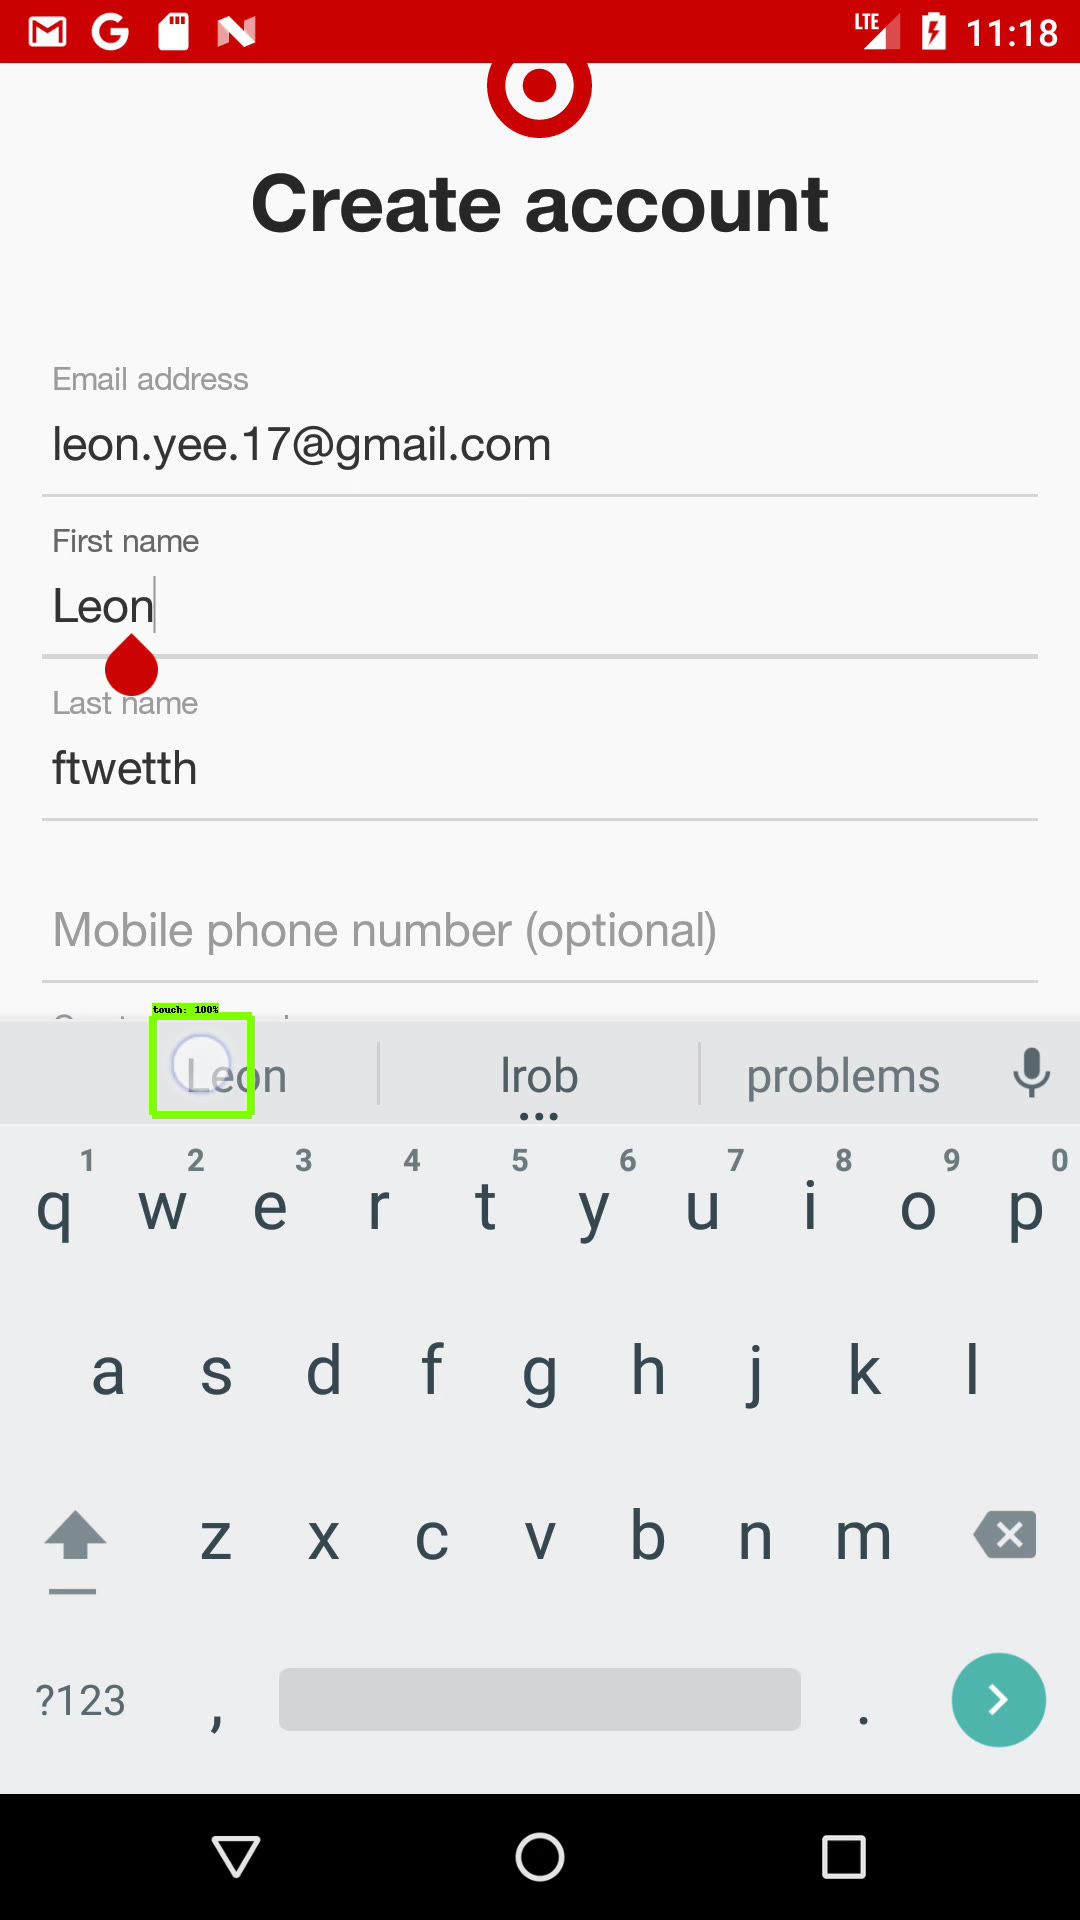 LTE 11:18
Create account
Email address
leon.yee.17@gmail.com
First name
Leon
Last name
ftwetth
Mobile phone number (optional)
touch: 100%
Leon lrob problems
1 2 3 4 5 6 7 8 9 0
q w e r t y u i o p
a s d f g h j k l
z x c v b n m
?123 , .